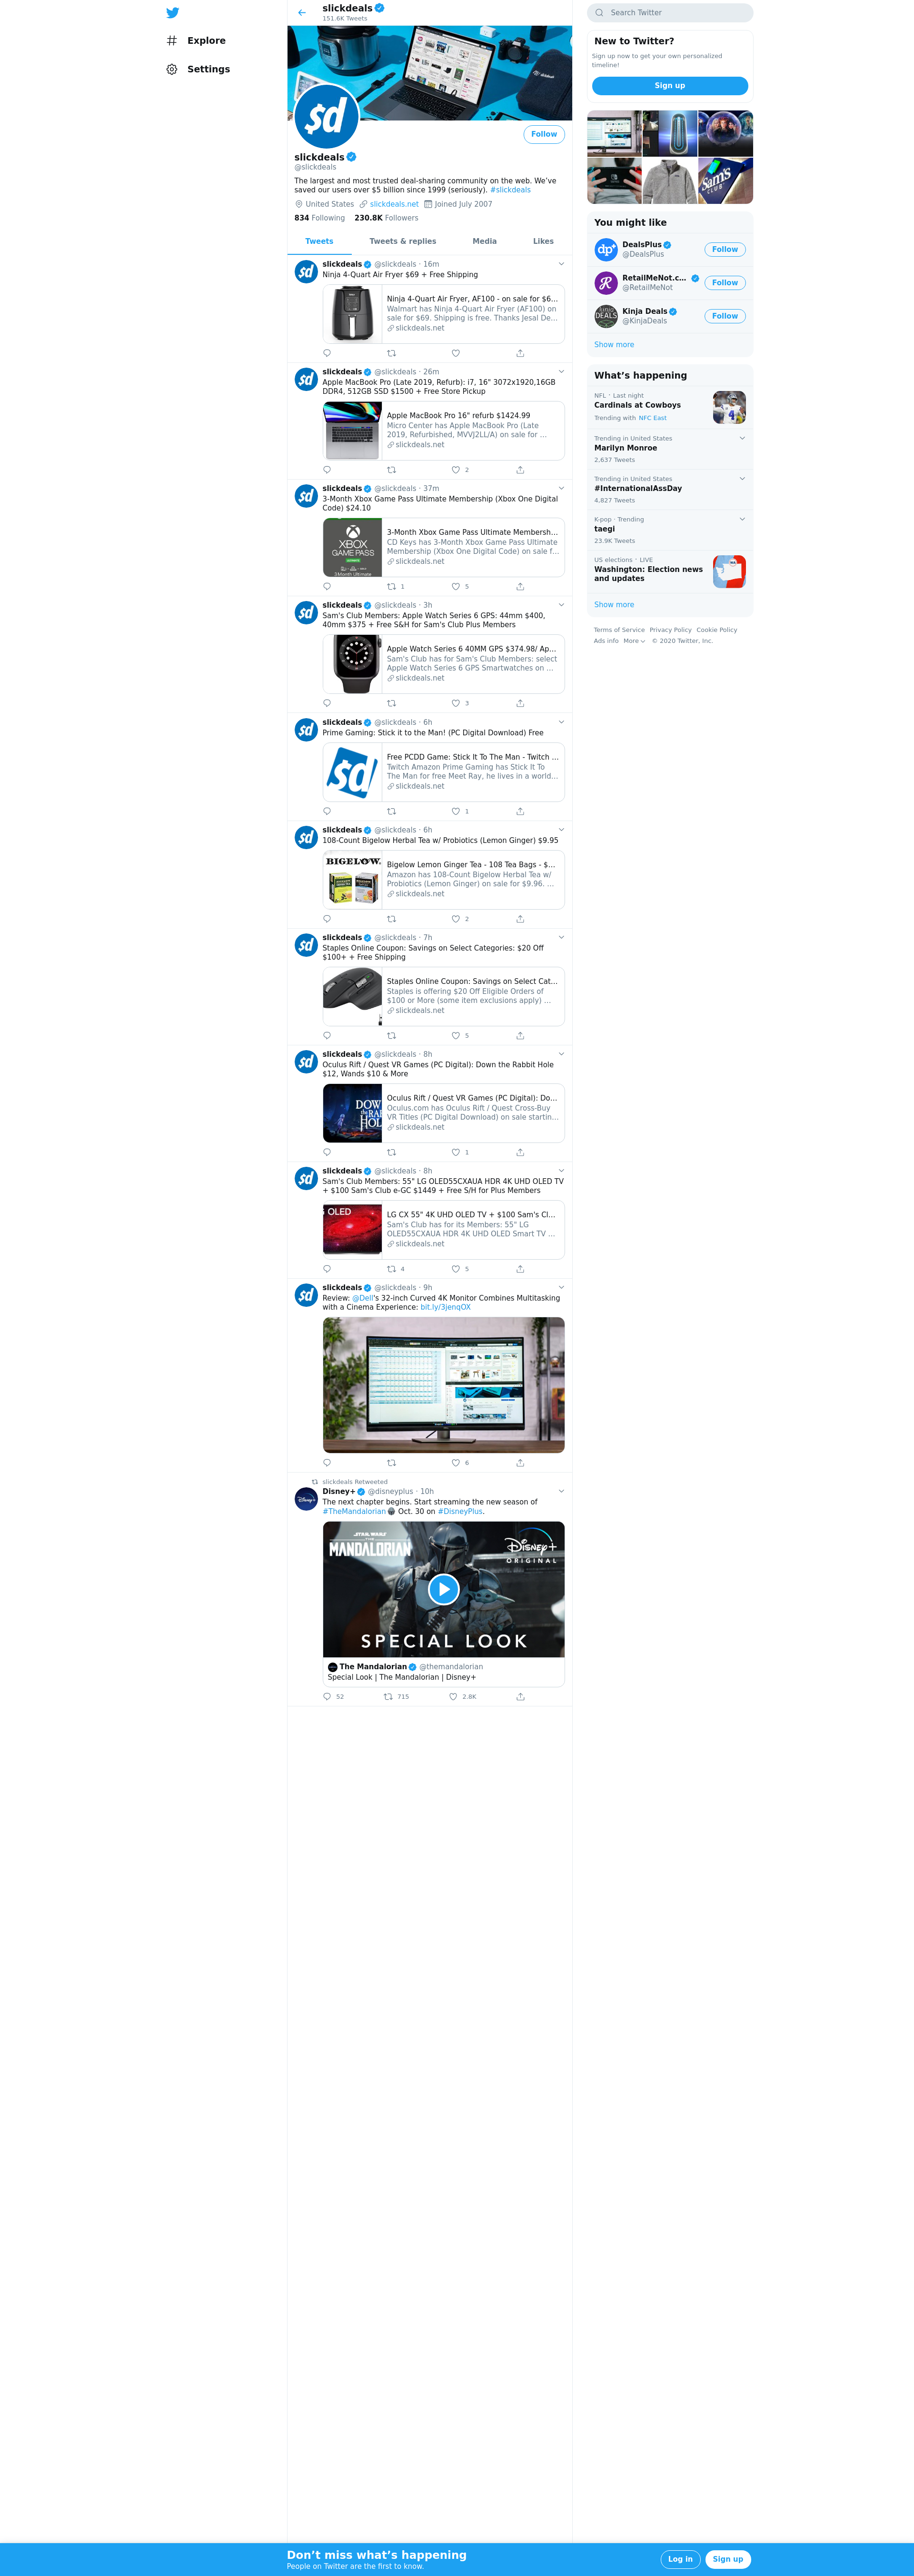 Explore
Settings
slickdeals
151.6K Tweets
$d
Follow
slickdeals
@slickdeals
The largest and most trusted deal-sharing community on the web. We've
saved our users over $5 billion since 1999 (seriously). #slickdeals
United States slickdeals.net Joined July 2007
834 Following 230.8K Followers
Tweets Tweets & replies Media Likes
slickdeals @slickdeals · 16m
Ninja 4-Quart Air Fryer $69 + Free Shipping
Ninja 4-Quart Air Fryer, AF100 - on sale for $6...
Walmart has Ninja 4-Quart Air Fryer (AF100) on
sale for $69. Shipping is free. Thanks Jesal De...
slickdeals.net
slickdeals @slickdeals · 26m
Apple MacBook Pro (Late 2019, Refurb): i7, 16" 3072x1920,16GB
DDR4, 512GB SSD $1500 + Free Store Pickup
Apple MacBook Pro 16" refurb $1424.99
Micro Center has Apple MacBook Pro (Late
2019, Refurbished, MVVJ2LL/A) on sale for ...
slickdeals.net
2
slickdeals @slickdeals · 37m
3-Month Xbox Game Pass Ultimate Membership (Xbox One Digital
Code) $24.10
XBOX
GAME PASS
ULTIMATE
3 Month Ultimate
3-Month Xbox Game Pass Ultimate Membersh...
CD Keys has 3-Month Xbox Game Pass Ultimate
Membership (Xbox One Digital Code) on sale f...
slickdeals.net
1 5
slickdeals @slickdeals · 3h
Sam's Club Members: Apple Watch Series 6 GPS: 44mm $400,
40mm $375 + Free S&H for Sam's Club Plus Members
Apple Watch Series 6 40MM GPS $374.98/ Ap...
Sam's Club has for Sam's Club Members: select
Apple Watch Series 6 GPS Smartwatches on ...
slickdeals.net
3
slickdeals @slickdeals · 6h
Prime Gaming: Stick it to the Man! (PC Digital Download) Free
Free PCDD Game: Stick It To The Man - Twitch ...
Twitch Amazon Prime Gaming has Stick It To
The Man for free Meet Ray, he lives in a world...
slickdeals.net
1
slickdeals @slickdeals · 6h
108-Count Bigelow Herbal Tea w/ Probiotics (Lemon Ginger) $9.95
BIGELOW
Bigelow Lemon Ginger Tea - 108 Tea Bags - $...
Amazon has 108-Count Bigelow Herbal Tea w/
Probiotics (Lemon Ginger) on sale for $9.96. ...
slickdeals.net
2
slickdeals @slickdeals · 7h
Staples Online Coupon: Savings on Select Categories: $20 Off
$100+ + Free Shipping
Staples Online Coupon: Savings on Select Cat...
Staples is offering $20 Off Eligible Orders of
$100 or More (some item exclusions apply) ...
slickdeals.net
5
slickdeals @slickdeals · 8h
Oculus Rift / Quest VR Games (PC Digital): Down the Rabbit Hole
$12, Wands $10 & More
DOW
the RAB
HOL
Oculus Rift / Quest VR Games (PC Digital): Do...
Oculus.com has Oculus Rift / Quest Cross-Buy
VR Titles (PC Digital Download) on sale startin...
slickdeals.net
1
slickdeals @slickdeals · 8h
Sam's Club Members: 55" LG OLED55CXAUA HDR 4K UHD OLED TV
+ $100 Sam's Club e-GC $1449 + Free S/H for Plus Members
OLED
LG CX 55" 4K UHD OLED TV + $100 Sam's Cl...
Sam's Club has for its Members: 55" LG
OLED55CXAUA HDR 4K UHD OLED Smart TV ...
slickdeals.net
4 5
slickdeals @slickdeals · 9h
Review: @Dell's 32-inch Curved 4K Monitor Combines Multitasking
with a Cinema Experience: bit.ly/3jenqOX
6
slickdeals Retweeted
Disney+ @disneyplus · 10h
The next chapter begins. Start streaming the new season of
#TheMandalorian Oct. 30 on #DisneyPlus.
STAR WARS
THE
MANDALORIAN
Disney+
ORIGINAL
SPECIAL LOOK
The Mandalorian @themandalorian
Special Look | The Mandalorian | Disney+
52 715 2.8K
Search Twitter
New to Twitter?
Sign up now to get your own personalized
timeline!
Sign up
Sam's
CLUB
You might like
dp+
DealsPlus
@DealsPlus
Follow
RetailMeNot.c...
@RetailMeNot
Follow
DEALS
Kinja Deals
@KinjaDeals
Follow
Show more
What's happening
NFL · Last night
Cardinals at Cowboys
Trending with NFC East
Trending in United States
Marilyn Monroe
2,637 Tweets
Trending in United States
#InternationalAssDay
4,827 Tweets
K-pop · Trending
taegi
23.9K Tweets
US elections · LIVE
Washington: Election news
and updates
Show more
Terms of Service Privacy Policy Cookie Policy
Ads info More © 2020 Twitter, Inc.
Don't miss what's happening
People on Twitter are the first to know.
Log in Sign up